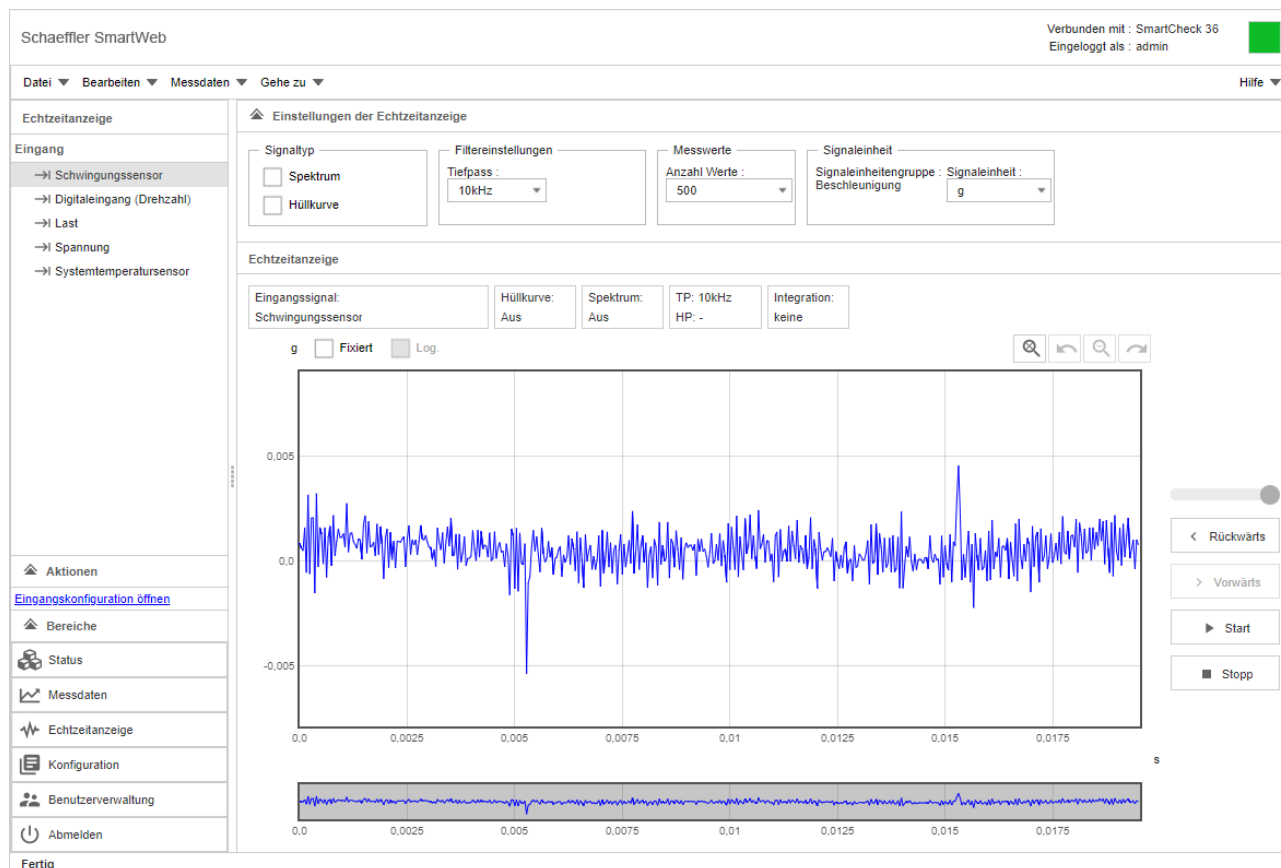 Schaeffler SmartWeb
Verbunden mit : SmartCheck 36
Eingeloggt als : admin
Datei Bearbeiten Messdaten Gehe zu Hilfe
Echtzeitanzeige
Eingang
Schwingungssensor
Digitaleingang (Drehzahl)
Last
Spannung
Systemtemperatursensor
Aktionen
Eingangskonfiguration öffnen
Bereiche
Status
Messdaten
Echtzeitanzeige
Konfiguration
Benutzerverwaltung
Abmelden
Einstellungen der Echtzeitanzeige
Signaltyp
Spektrum
Hüllkurve
Filtereinstellungen
Tiefpass :
10kHz
Messwerte
Anzahl Werte :
500
Signaleinheit
Signaleinheitengruppe : Signaleinheit :
Beschleunigung
g
Echtzeitanzeige
Eingangssignal:
Schwingungssensor
Hüllkurve:
Aus
Spektrum:
Aus
TP: 10kHz
HP: -
Integration:
keine
g Fixiert Log.
0,005
0,0
-0,005
0,0 0,0025 0,005 0,0075 0,01 0,0125 0,015 0,0175
s
0,0 0,0025 0,005 0,0075 0,01 0,0125 0,015 0,0175
Rückwärts
Vorwärts
Start
Stopp
Fertig